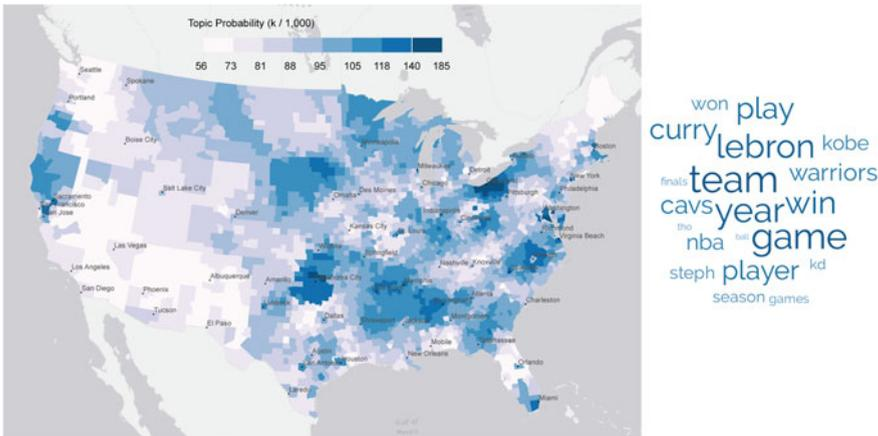 Topic Probability (k / 1,000)
56 73 81 88 95 105 118 140 185
Seattle
Spokane
Portland
Boise City
Minneapolis
Milwaukee
Detroit
Boston
New York
Chicago
Des Moines
Omaha
Salt Lake City
Pittsburgh
Philadelphia
Sacramento
San Jose
Denver
Kansas City
Washington
Richmond
Virginia Beach
Las Vegas
Springfield
Nashville
Knoxville
Los Angeles
Albuquerque
Amarillo
Oklahoma City
Memphis
San Diego
Phoenix
Atlanta
Charleston
Tucson
Dallas
Shreveport
Montgomery
El Paso
Mobile
Tallahassee
Austin
Houston
New Orleans
Orlando
Laredo
Miami
won play
curry
lebron kobe
finals team warriors
cavs year win
tho
nba ball game
steph player kd
season games